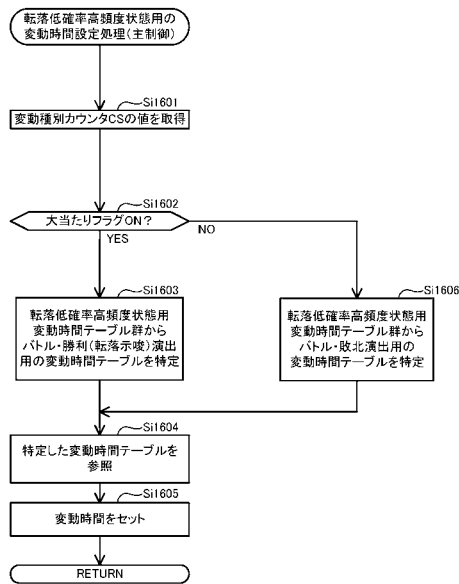 転落低確率高頻度状態用の
変動時間設定処理(主制御)
Si1601
変動種別カウンタCSの値を取得
Si1602
大当たりフラグON?
YES
NO
Si1603
転落低確率高頻度状態用
変動時間テーブル群から
バトル・勝利(転落示唆)演出
用の変動時間テーブルを特定
Si1606
転落低確率高頻度状態用
変動時間テーブル群から
バトル・敗北演出用の
変動時間テーブルを特定
Si1604
特定した変動時間テーブルを
参照
Si1605
変動時間をセット
RETURN